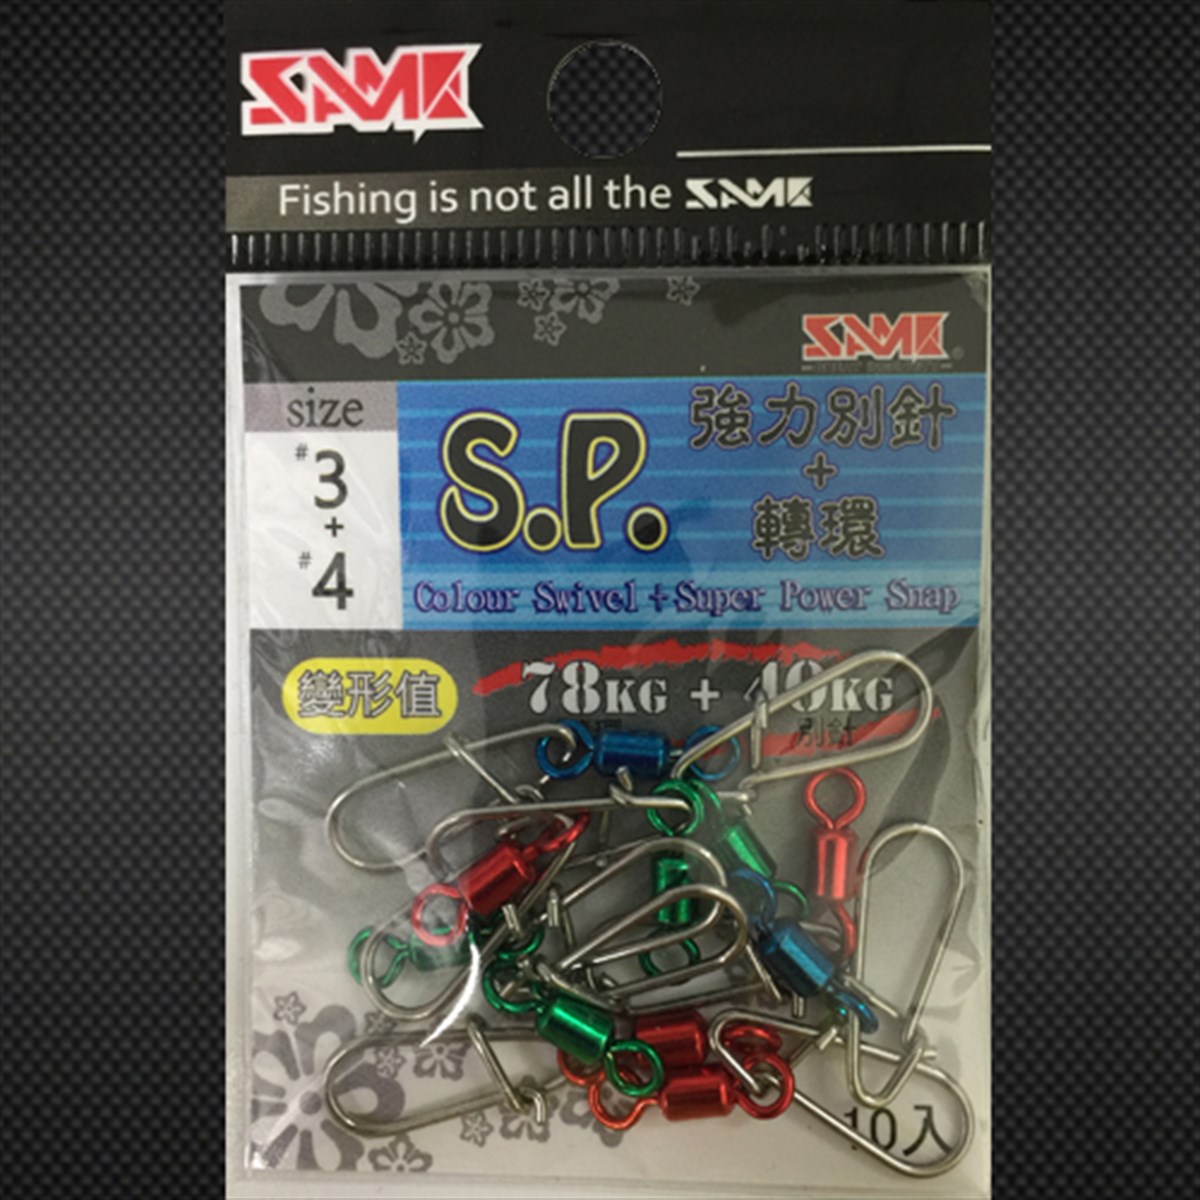 SAME
Fishing is not all the SAME
SAME
size
#3
+
#4
S.P.
強力別針
+
轉環
Colour Swivel + Super Power Snap
變形值
78KG + 40KG
別針
10入